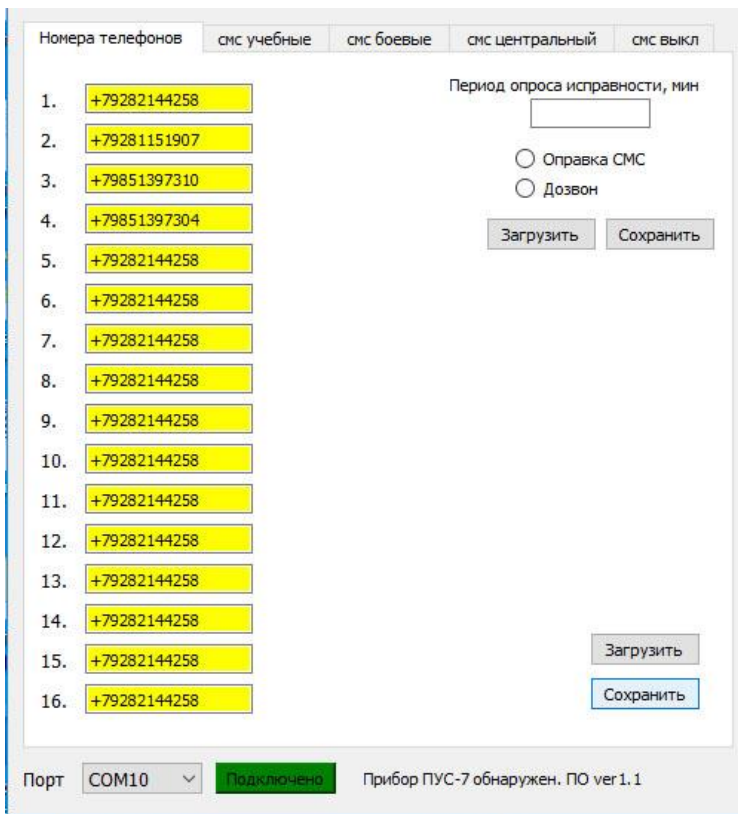 Номера телефонов смс учебные смс боевые смс центральный смс выкл
Период опроса исправности, мин
1. +79282144258
2. +79281151907
Оправка СМС
3. +79851397310
Дозвон
4. +79851397304
Загрузить Сохранить
5. +79282144258
6. +79282144258
7. +79282144258
8. +79282144258
9. +79282144258
10. +79282144258
11. +79282144258
12. +79282144258
13. +79282144258
14. +79282144258
Загрузить
15. +79282144258
Сохранить
16. +79282144258
Порт COM10 Подключено Прибор ПУС-7 обнаружен. ПО ver1.1